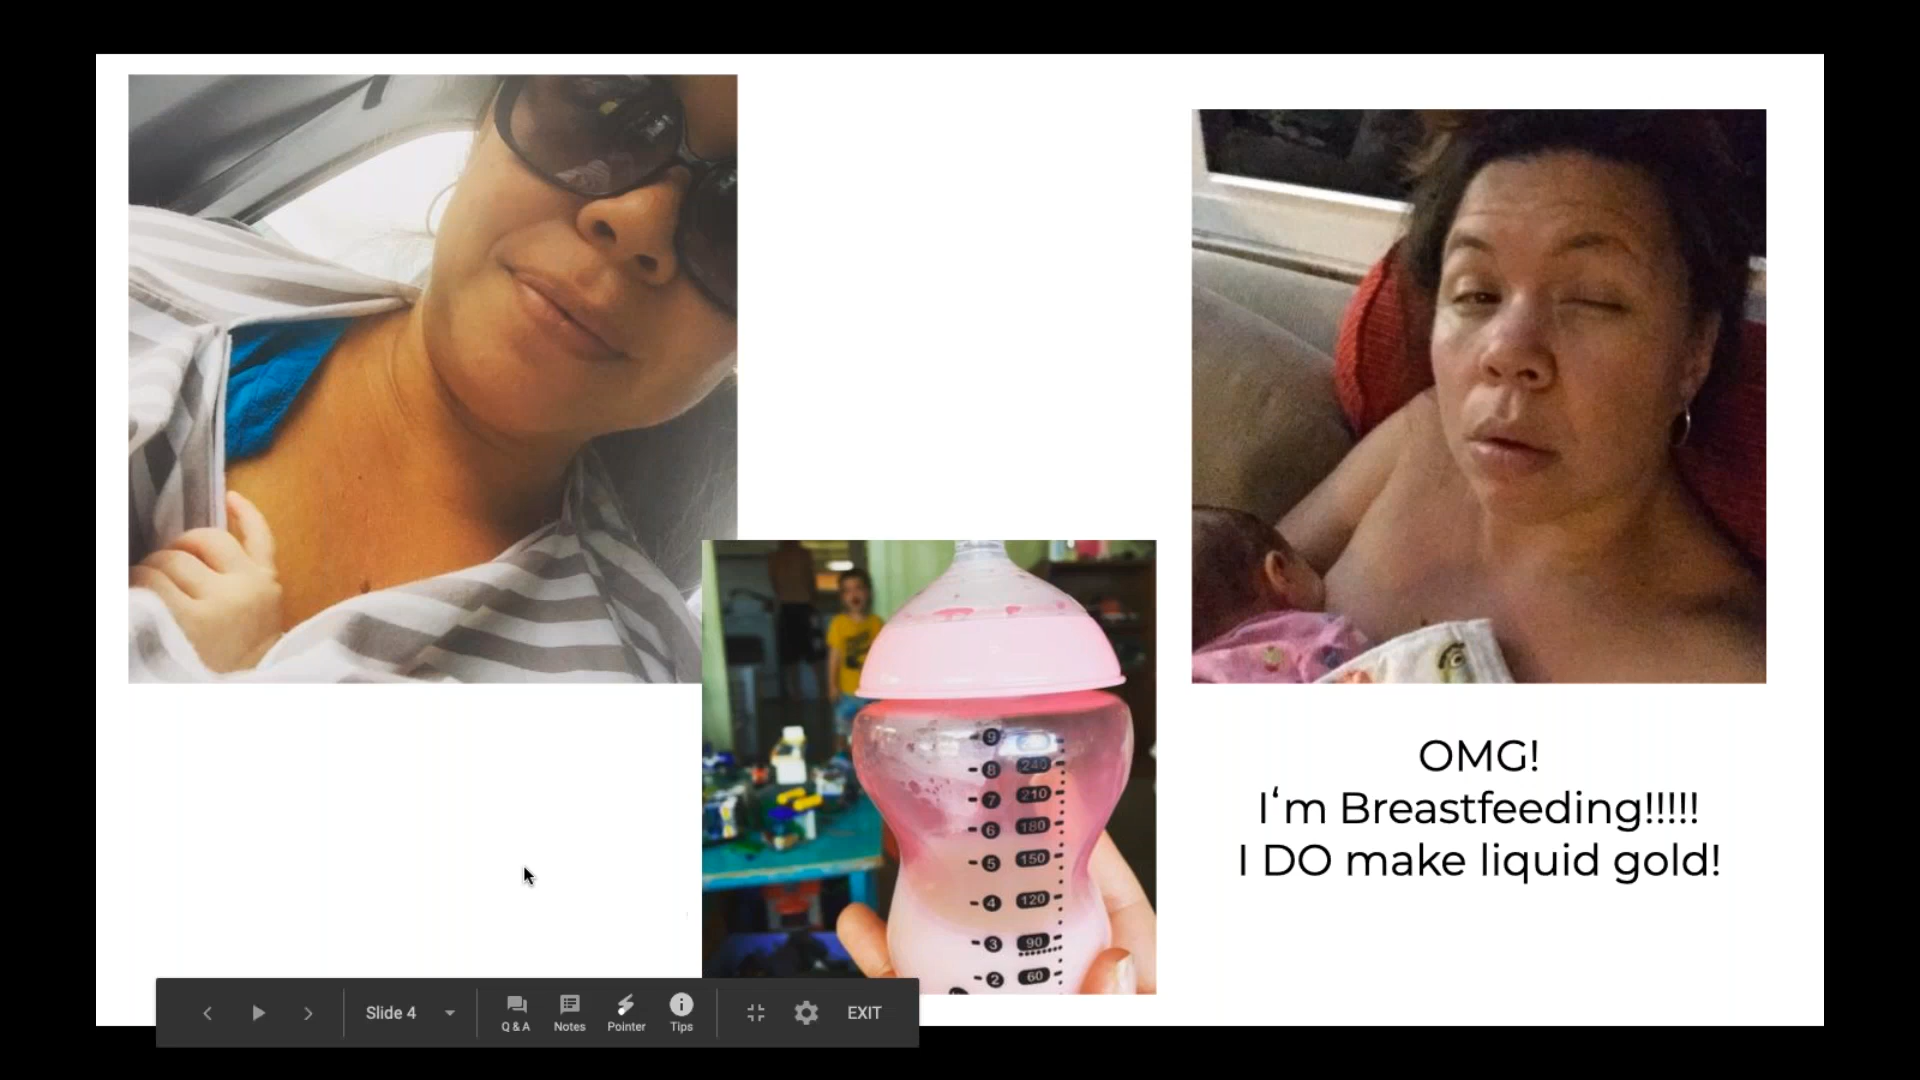 OMG!
I‘m Breastfeeding!!!!!
I DO make liquid gold!
9
8 240
7 210
6 180
5 150
4 120
3 90
2 60
Slide 4
Q & A
Notes
Pointer
Tips
EXIT